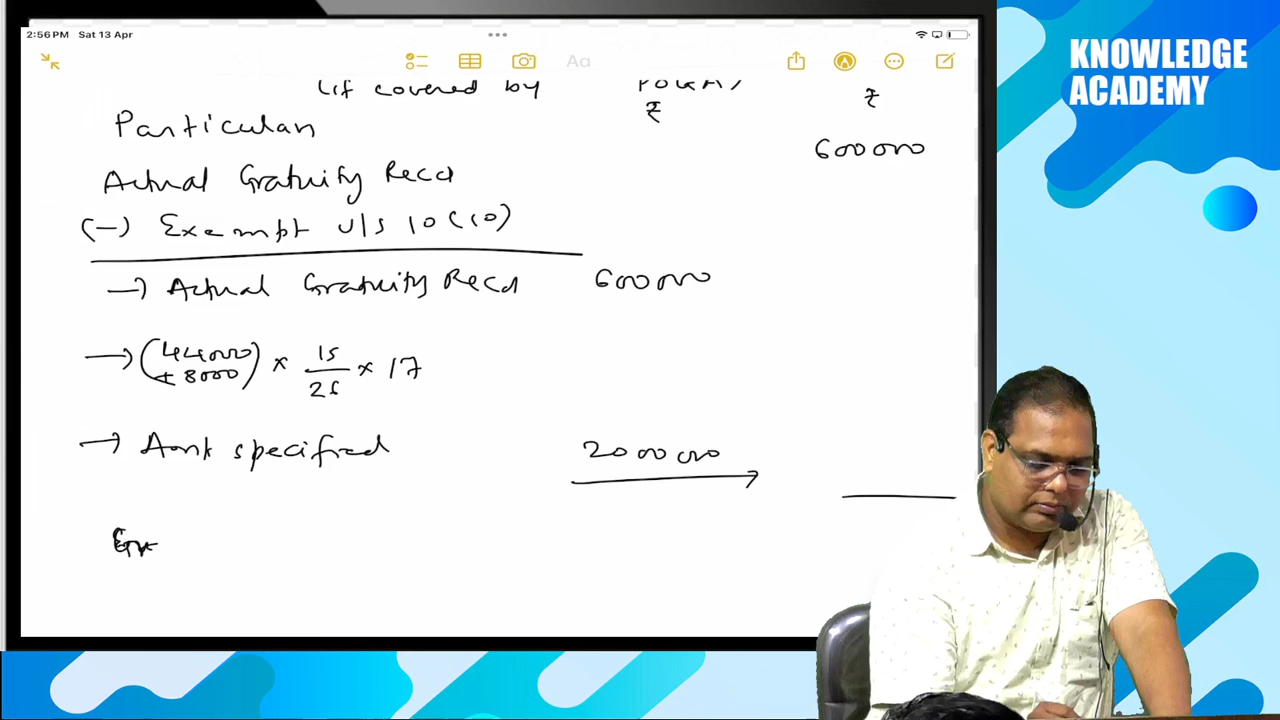 2:56 PM Sat 13 Apr
KNOWLEDGE
ACADEMY
Aa
(if covered by
₹ ₹
Particular
600000
Actual Gratuity Recd
(-) Exempt U/S 10(10)
→ Actual Gratuity Recd 600000
→ (44000 + 8000) × 15/26 × 17
→ Amt specified 2000000